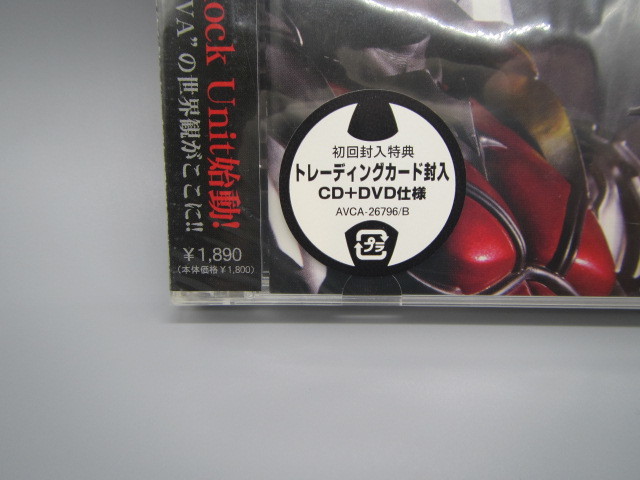 ock Unit始動!
VA"の世界観がここに!!
￥1,890
(本体価格￥1,800)
初回封入特典
トレーディングカード封入
CD+DVD仕様
AVCA-26796/B
プラ